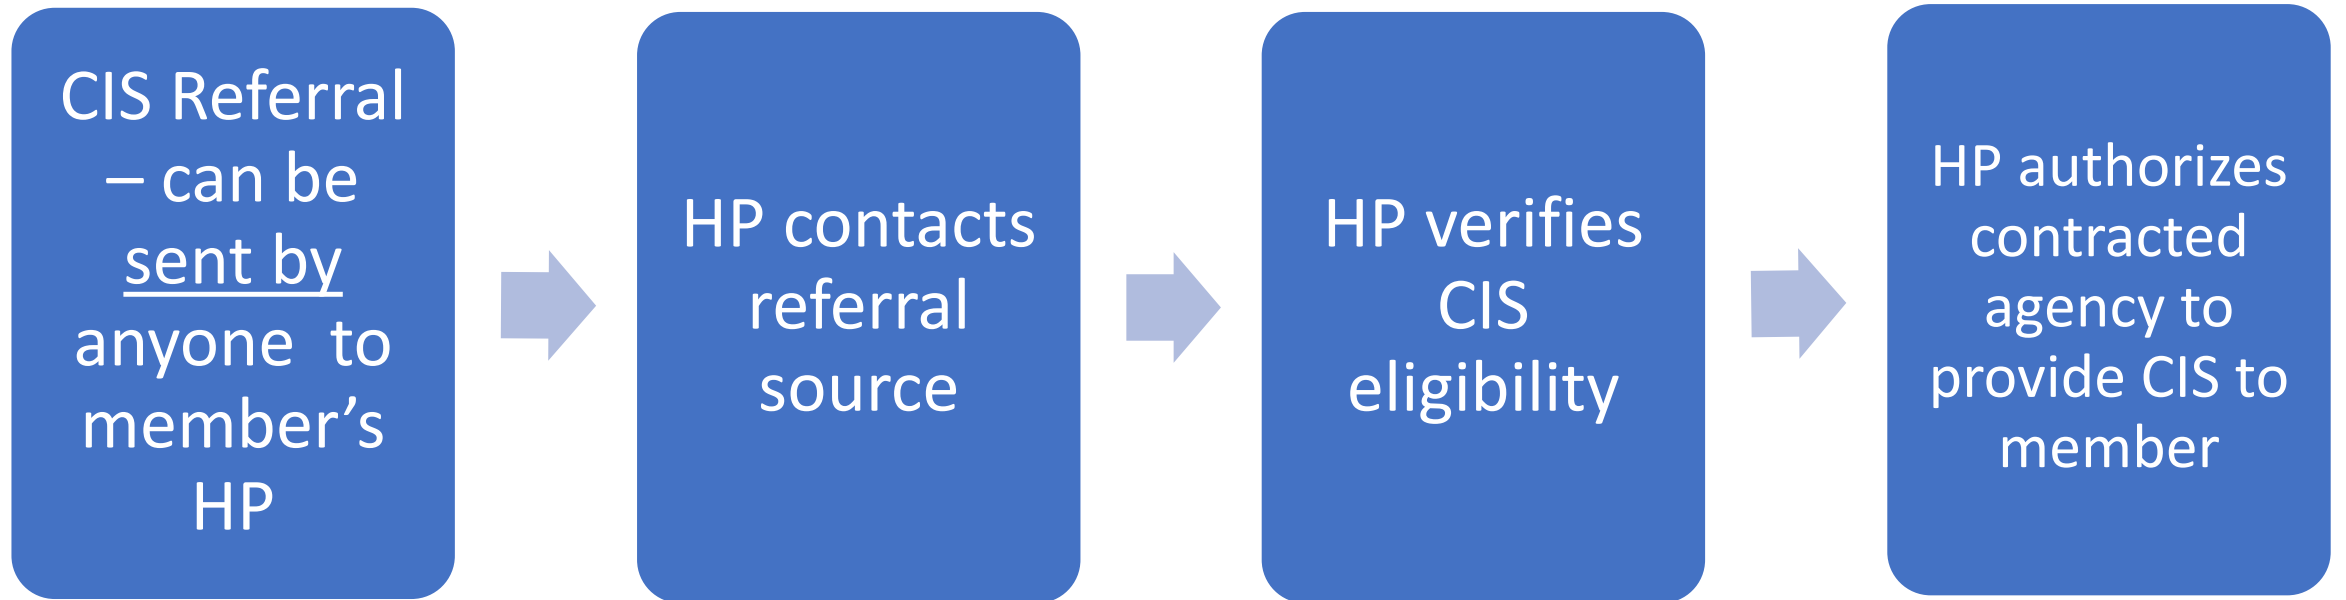 CIS Referral
– can be
sent by
anyone  to
member’s
HP
HP contacts
referral
source
HP verifies
CIS
eligibility
HP authorizes
contracted
agency to
provide CIS to
member